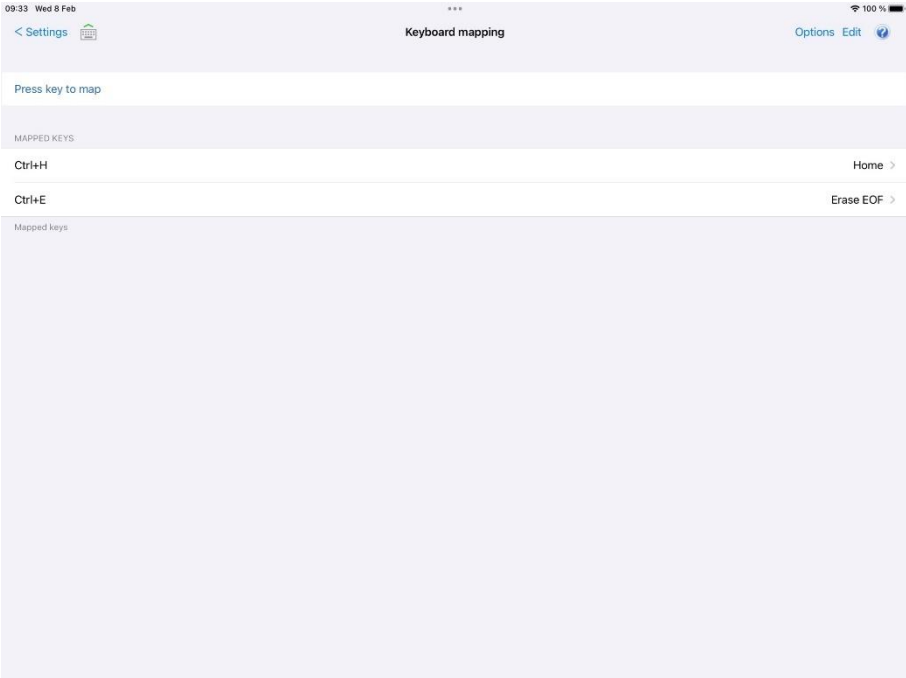 09:33 Wed 8 Feb 100 %
< Settings Keyboard mapping Options Edit ?
Press key to map
MAPPED KEYS
Ctrl+H Home >
Ctrl+E Erase EOF >
Mapped keys